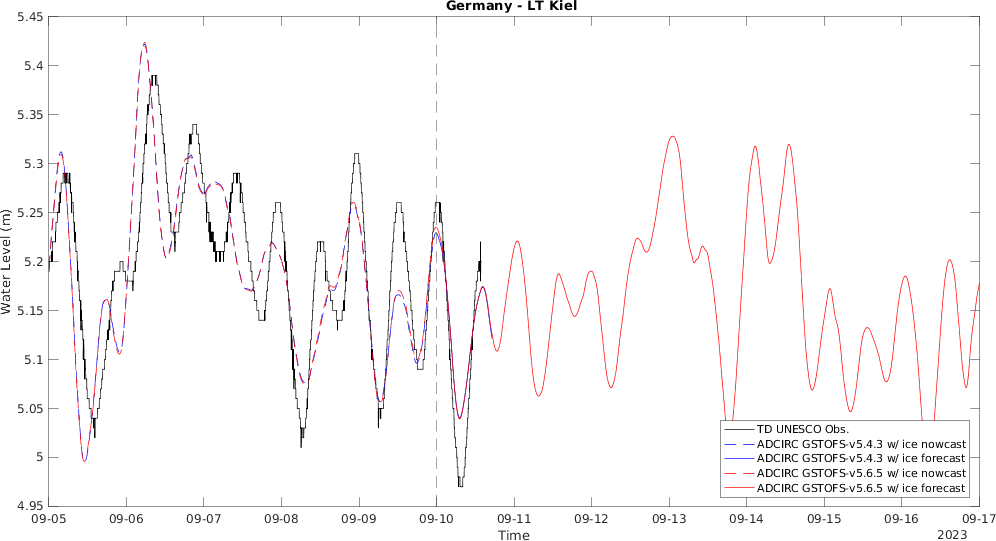 Germany - LT Kiel
5.45
5.4
5.35
5.3
5.25
5.2
5.15
5.1
5.05
5
4.95
Water Level (m)
09-05 09-06 09-07 09-08 09-09 09-10 09-11 09-12 09-13 09-14 09-15 09-16 09-17
Time
2023
TD UNESCO Obs.
ADCIRC GSTOFS-v5.4.3 w/ ice nowcast
ADCIRC GSTOFS-v5.4.3 w/ ice forecast
ADCIRC GSTOFS-v5.6.5 w/ ice nowcast
ADCIRC GSTOFS-v5.6.5 w/ ice forecast